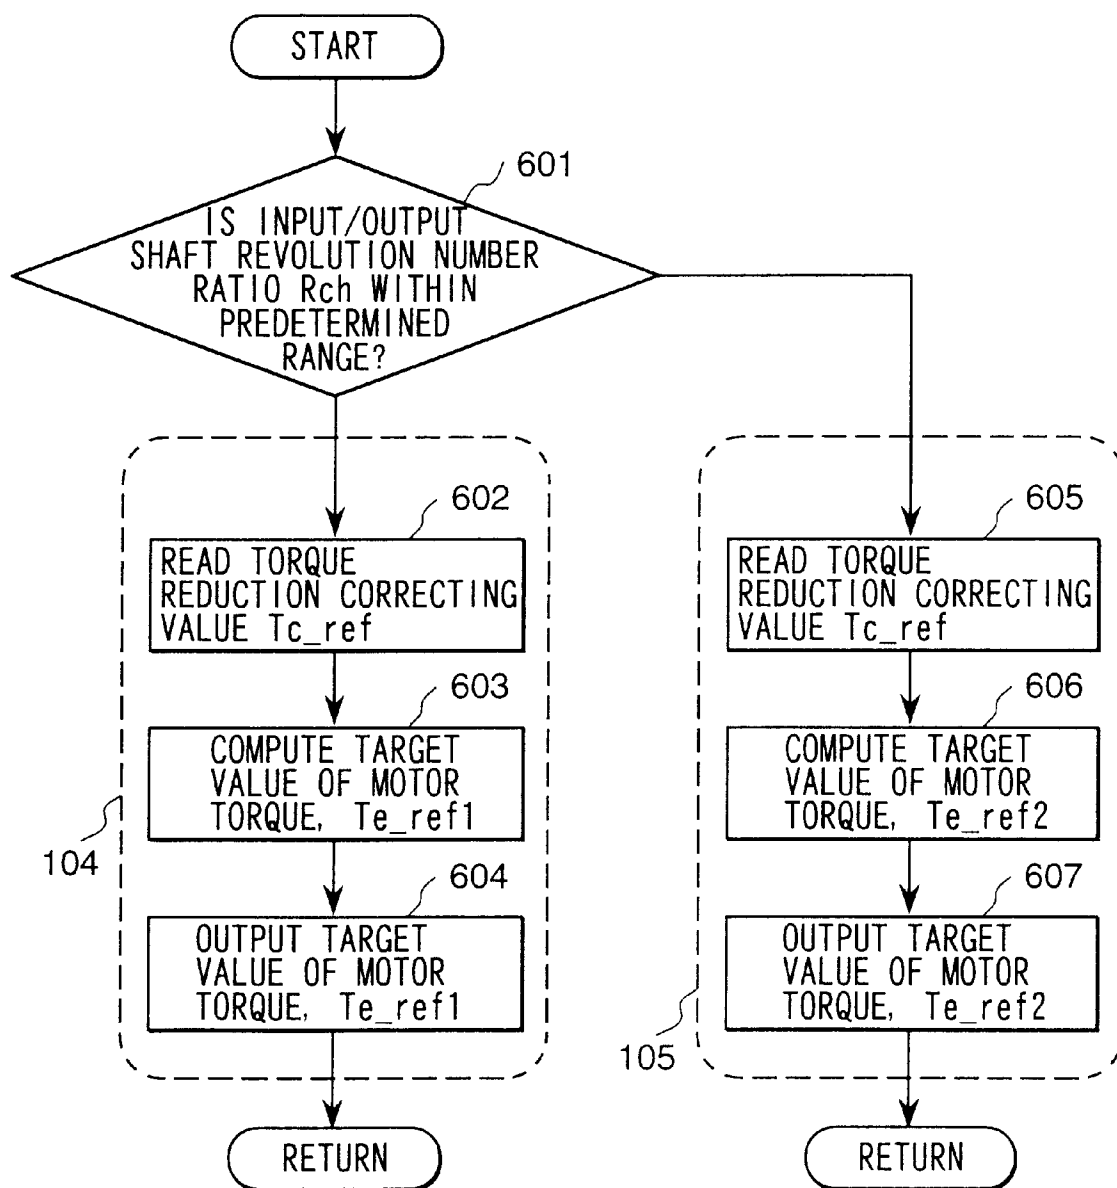 START
601
IS INPUT/OUTPUT
SHAFT REVOLUTION NUMBER
RATIO Rch WITHIN
PREDETERMINED
RANGE?
602
READ TORQUE
REDUCTION CORRECTING
VALUE Tc_ref
603
COMPUTE TARGET
VALUE OF MOTOR
TORQUE, Te_ref1
104
604
OUTPUT TARGET
VALUE OF MOTOR
TORQUE, Te_ref1
RETURN
605
READ TORQUE
REDUCTION CORRECTING
VALUE Tc_ref
606
COMPUTE TARGET
VALUE OF MOTOR
TORQUE, Te_ref2
607
OUTPUT TARGET
VALUE OF MOTOR
TORQUE, Te_ref2
105
RETURN